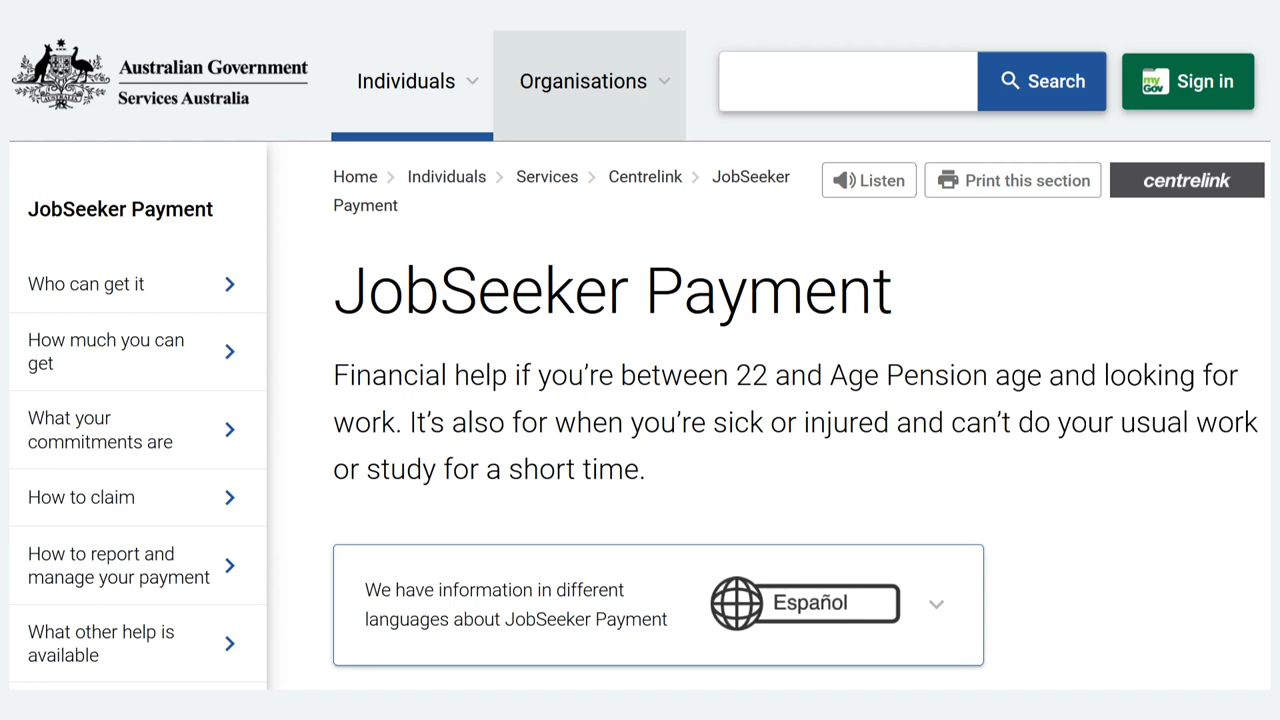 Australian Government
Services Australia
Individuals
Organisations
Search
my
Gov
Sign in
JobSeeker Payment
Who can get it
How much you can
get
What your
commitments are
How to claim
How to report and
manage your payment
What other help is
available
Home > Individuals > Services > Centrelink > JobSeeker
Payment
Listen
Print this section
centrelink
JobSeeker Payment
Financial help if you’re between 22 and Age Pension age and looking for
work. It’s also for when you’re sick or injured and can’t do your usual work
or study for a short time.
We have information in different
languages about JobSeeker Payment
Español